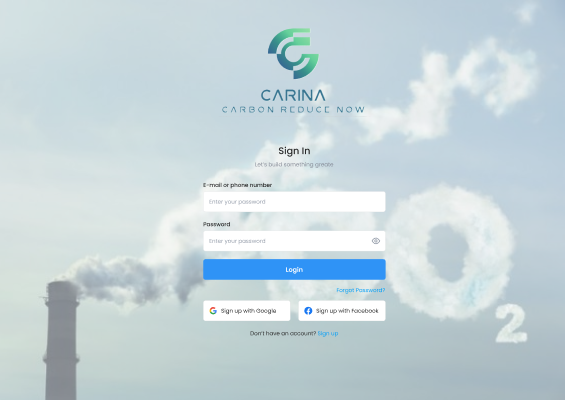 CARINA
CARBON REDUCE NOW
Sign In
Let's build something greate
E-mail or phone number
Enter your password
Password
Enter your password
Login
Forgot Password?
Sign up with Google
Sign up with Facebook
Don't have an account? Sign up
O
2